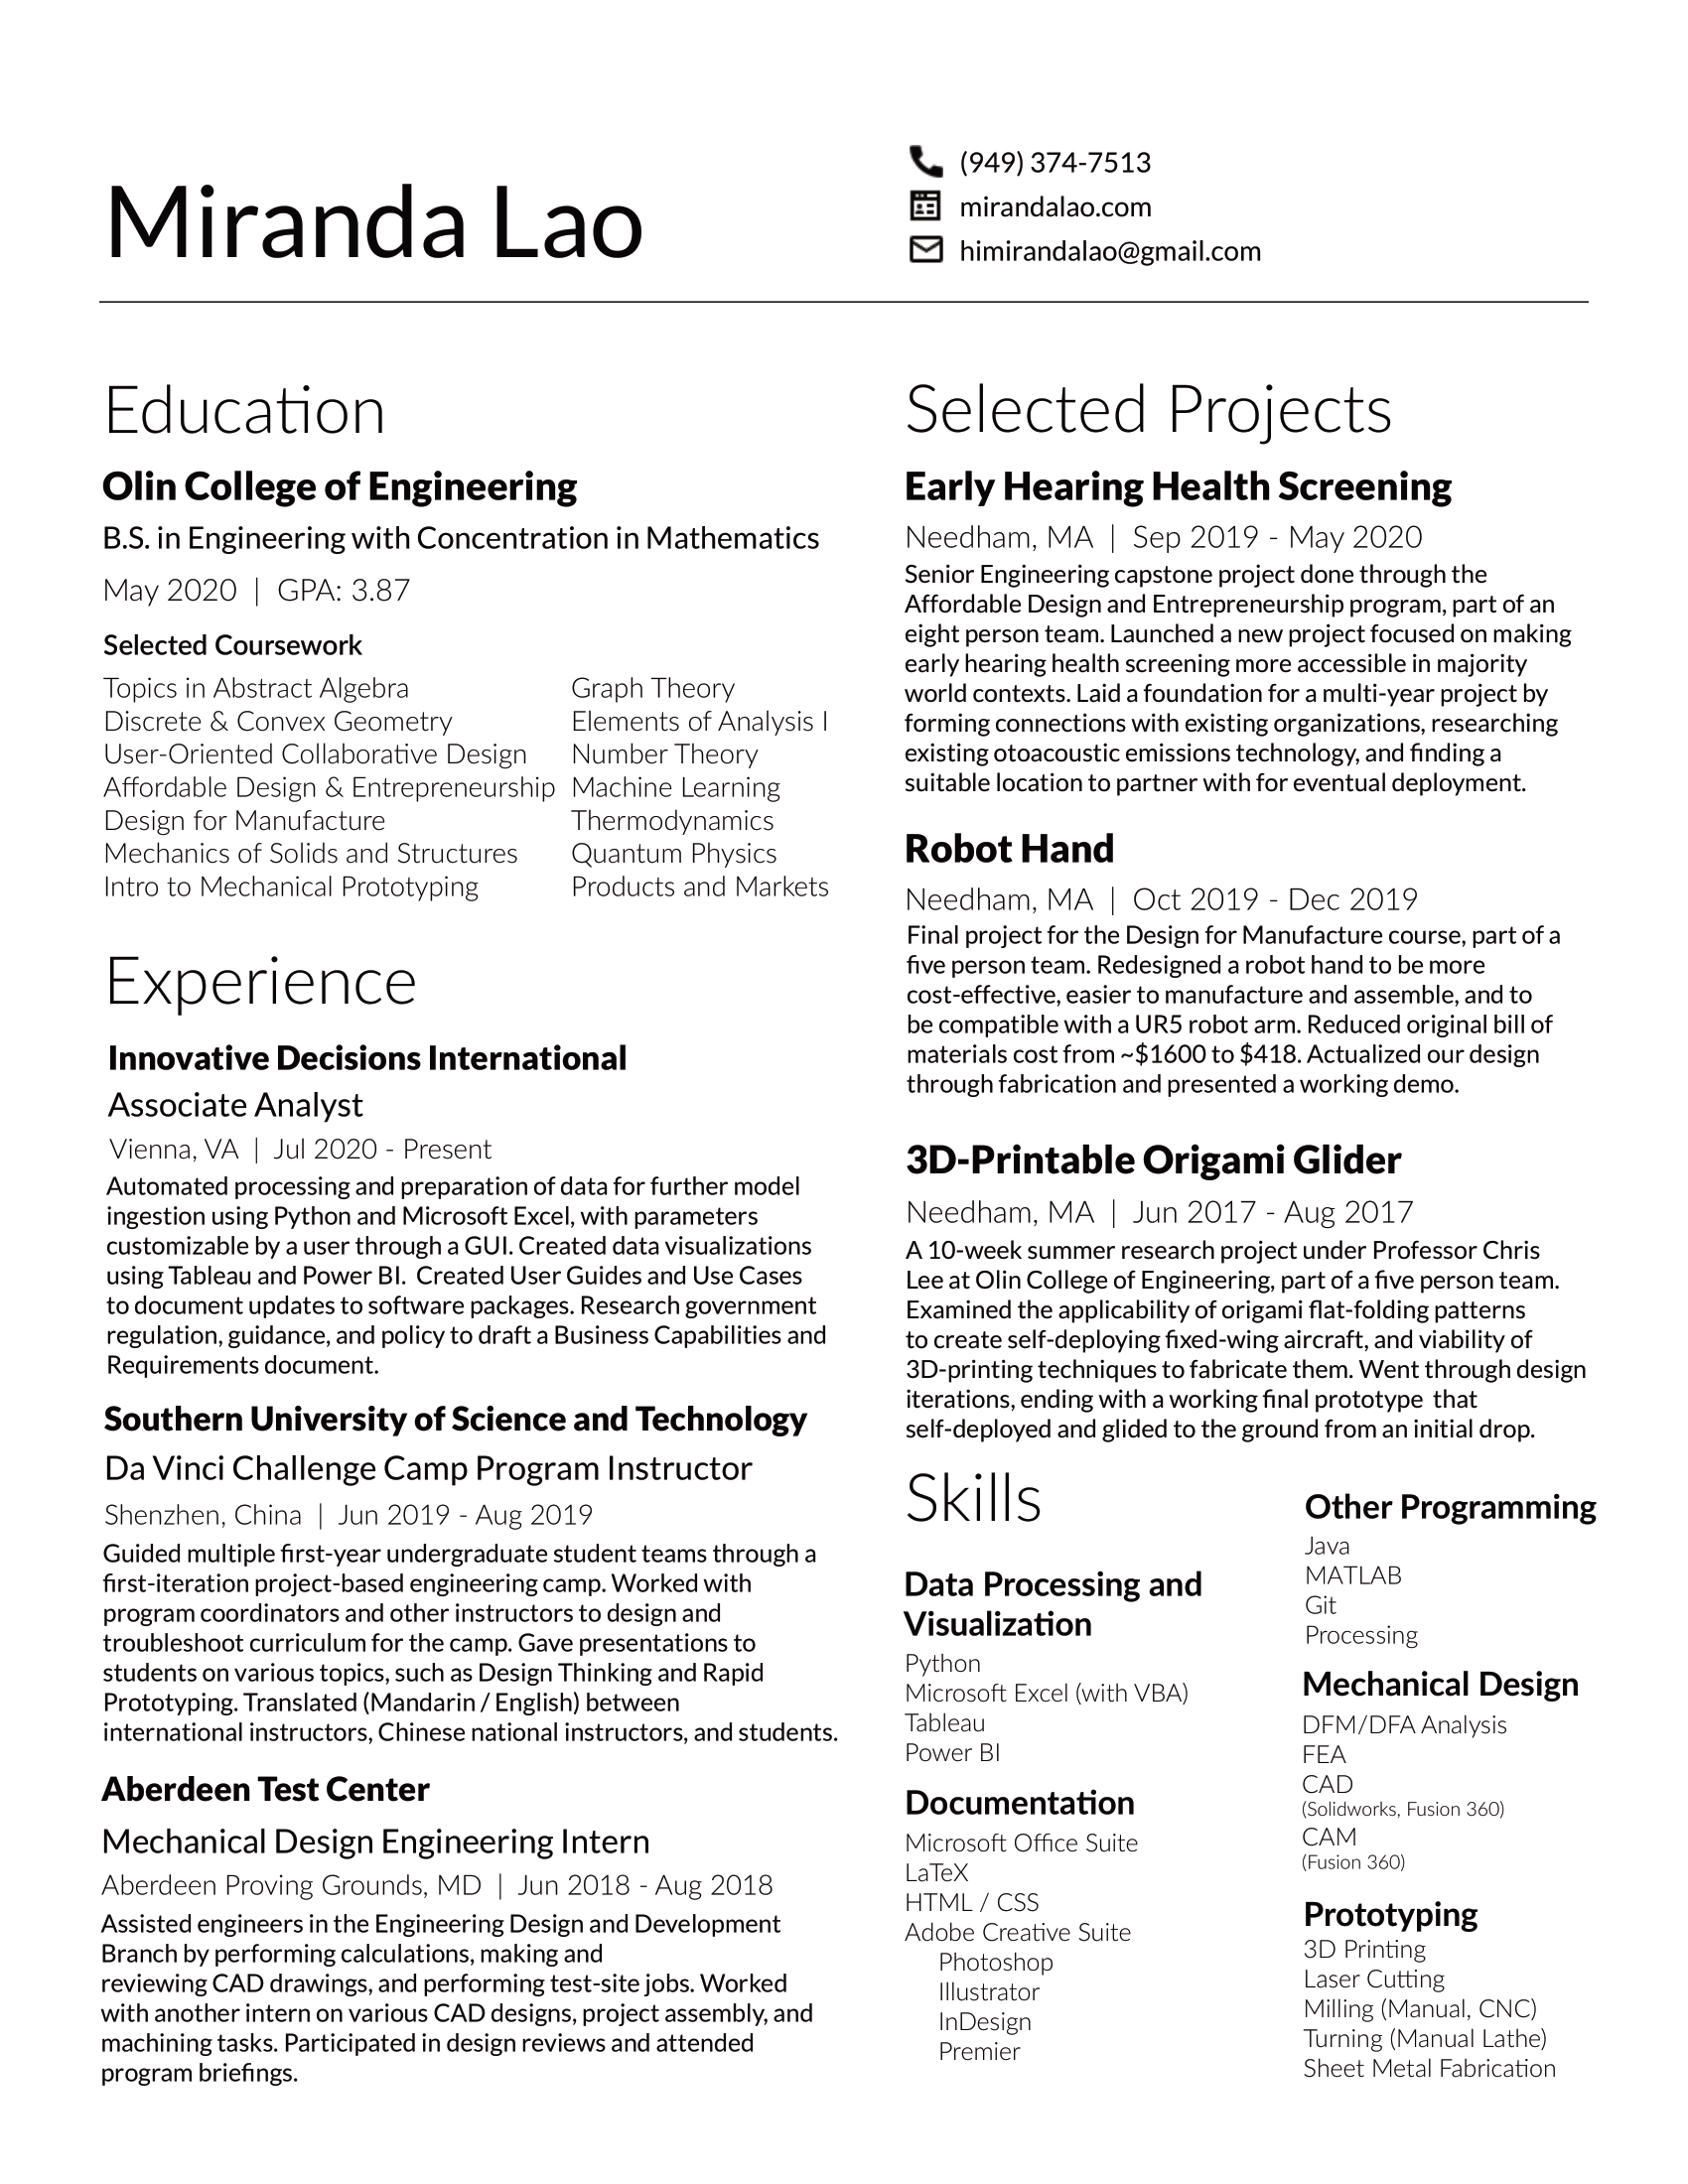 Miranda Lao
(949) 374-7513
mirandalao.com
himirandalao@gmail.com
Education
Olin College of Engineering
B.S. in Engineering with Concentration in Mathematics
May 2020 | GPA: 3.87
Selected Coursework
Topics in Abstract Algebra
Discrete & Convex Geometry
User-Oriented Collaborative Design
Affordable Design & Entrepreneurship
Design for Manufacture
Mechanics of Solids and Structures
Intro to Mechanical Prototyping
Graph Theory
Elements of Analysis I
Number Theory
Machine Learning
Thermodynamics
Quantum Physics
Products and Markets
Experience
Innovative Decisions International
Associate Analyst
Vienna, VA | Jul 2020 - Present
Automated processing and preparation of data for further model
ingestion using Python and Microsoft Excel, with parameters
customizable by a user through a GUI. Created data visualizations
using Tableau and Power BI.  Created User Guides and Use Cases
to document updates to software packages. Research government
regulation, guidance, and policy to draft a Business Capabilities and
Requirements document.
Southern University of Science and Technology
Da Vinci Challenge Camp Program Instructor
Shenzhen, China | Jun 2019 - Aug 2019
Guided multiple first-year undergraduate student teams through a
first-iteration project-based engineering camp. Worked with
program coordinators and other instructors to design and
troubleshoot curriculum for the camp. Gave presentations to
students on various topics, such as Design Thinking and Rapid
Prototyping. Translated (Mandarin / English) between
international instructors, Chinese national instructors, and students.
Aberdeen Test Center
Mechanical Design Engineering Intern
Aberdeen Proving Grounds, MD | Jun 2018 - Aug 2018
Assisted engineers in the Engineering Design and Development
Branch by performing calculations, making and
reviewing CAD drawings, and performing test-site jobs. Worked
with another intern on various CAD designs, project assembly, and
machining tasks. Participated in design reviews and attended
program briefings.
Selected Projects
Early Hearing Health Screening
Needham, MA | Sep 2019 - May 2020
Senior Engineering capstone project done through the
Affordable Design and Entrepreneurship program, part of an
eight person team. Launched a new project focused on making
early hearing health screening more accessible in majority
world contexts. Laid a foundation for a multi-year project by
forming connections with existing organizations, researching
existing otoacoustic emissions technology, and finding a
suitable location to partner with for eventual deployment.
Robot Hand
Needham, MA | Oct 2019 - Dec 2019
Final project for the Design for Manufacture course, part of a
five person team. Redesigned a robot hand to be more
cost-effective, easier to manufacture and assemble, and to
be compatible with a UR5 robot arm. Reduced original bill of
materials cost from ~$1600 to $418. Actualized our design
through fabrication and presented a working demo.
3D-Printable Origami Glider
Needham, MA | Jun 2017 - Aug 2017
A 10-week summer research project under Professor Chris
Lee at Olin College of Engineering, part of a five person team.
Examined the applicability of origami flat-folding patterns
to create self-deploying fixed-wing aircraft, and viability of
3D-printing techniques to fabricate them. Went through design
iterations, ending with a working final prototype  that
self-deployed and glided to the ground from an initial drop.
Skills
Data Processing and
Visualization
Python
Microsoft Excel (with VBA)
Tableau
Power BI
Documentation
Microsoft Office Suite
LaTeX
HTML / CSS
Adobe Creative Suite
Photoshop
Illustrator
InDesign
Premier
Other Programming
Java
MATLAB
Git
Processing
Mechanical Design
DFM/DFA Analysis
FEA
CAD
(Solidworks, Fusion 360)
CAM
(Fusion 360)
Prototyping
3D Printing
Laser Cutting
Milling (Manual, CNC)
Turning (Manual Lathe)
Sheet Metal Fabrication